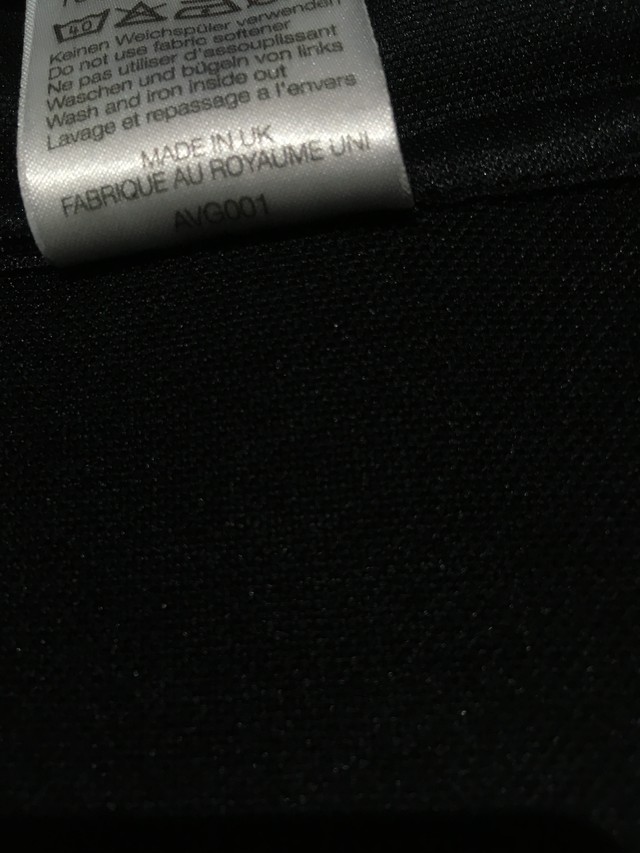 40
Keinen Weichspüler verwenden
Do not use fabric softener
Ne pas utiliser d'assouplissant
Waschen und bügeln von links
Wash and iron inside out
Lavage et repassage a l'envers
MADE IN UK
FABRIQUE AU ROYAUME UNI
AVG001